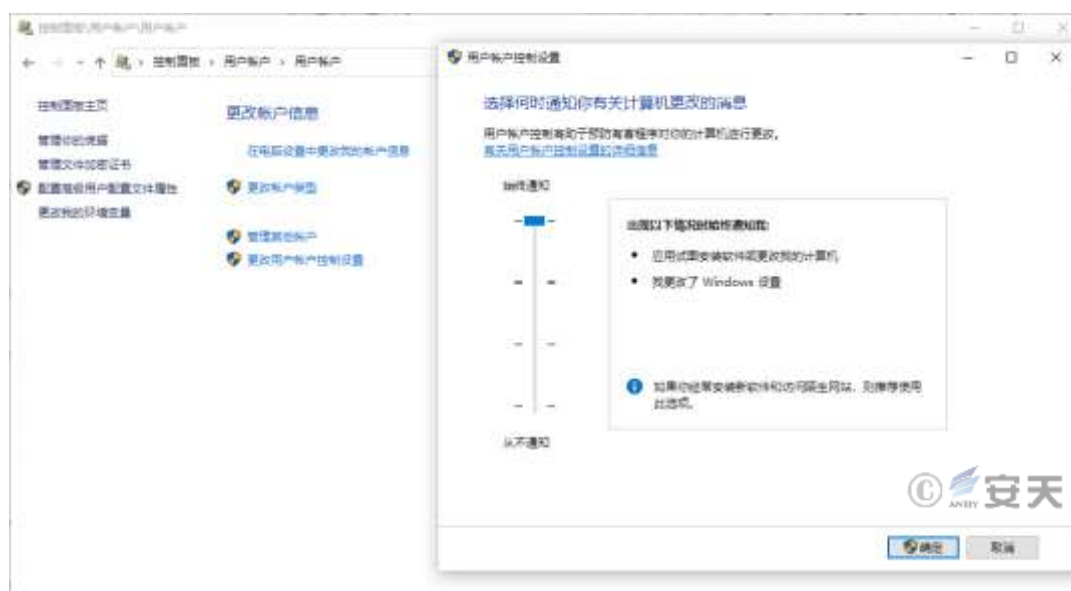 控制面板\用户帐户\用户帐户
控制面板 › 用户帐户 › 用户帐户
控制面板主页
管理你的凭据
管理文件加密证书
配置高级用户配置文件属性
更改我的环境变量
更改帐户信息
在电脑设置中更改我的帐户信息
更改帐户类型
管理其他帐户
更改用户帐户控制设置
用户帐户控制设置
选择何时通知你有关计算机更改的消息
用户帐户控制有助于预防有害程序对你的计算机进行更改。
有关用户帐户控制设置的详细信息
始终通知
出现以下情况时始终通知我:
• 应用试图安装软件或更改我的计算机
• 我更改了 Windows 设置
如果你经常安装新软件和访问陌生网站，则推荐使用
此选项。
从不通知
© ANTIY 安天
确定
取消